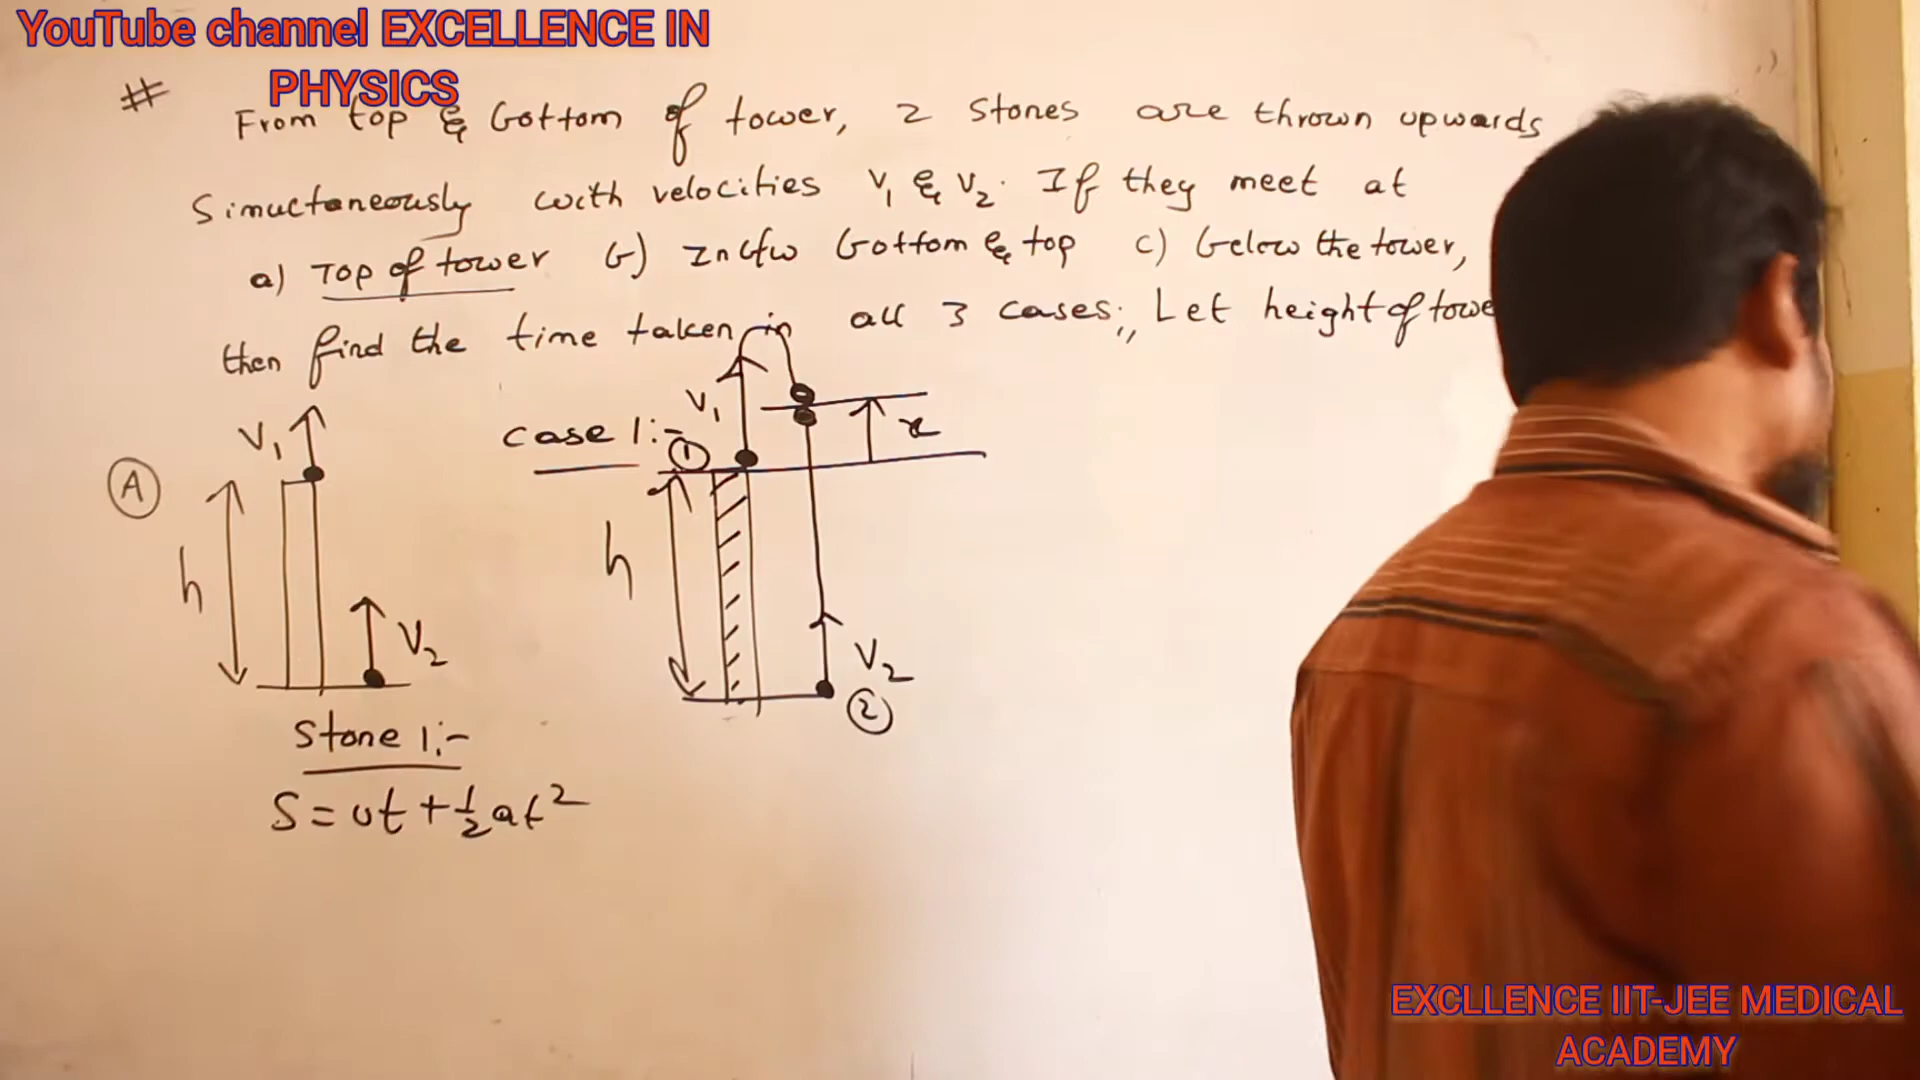 YouTube channel EXCELLENCE IN
PHYSICS
# From top & bottom of tower, 2 stones are thrown upwards
Simuctaneously with velocities V₁ & V₂. If they meet at
a) Top of tower b) Inb/w bottom & top c) below the tower,
then find the time taken in all 3 cases;, Let height of towe
A
V₁
h
V₂
case 1:-
V₁
1
x
h
V₂
2
Stone 1:-
S = ut + ½at²
EXCLLENCE IIT-JEE MEDICAL
ACADEMY